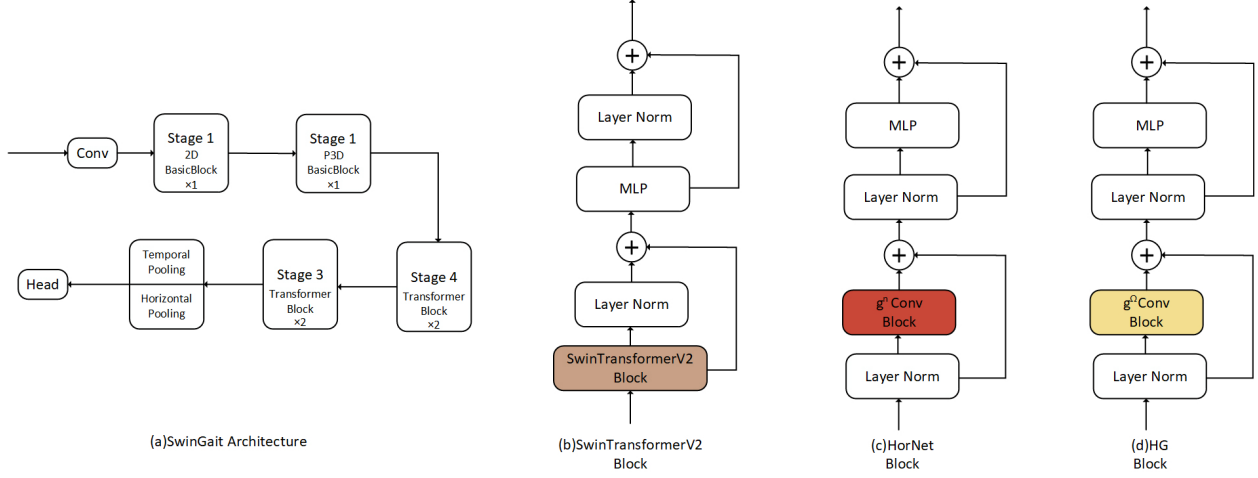 Conv
Stage 1
2D
BasicBlock
×1
Stage 1
P3D
BasicBlock
×1
Head
Temporal
Pooling
Horizontal
Pooling
Stage 3
Transformer
Block
×2
Stage 4
Transformer
Block
×2
(a)SwinGait Architecture
+
Layer Norm
MLP
+
Layer Norm
SwinTransformerV2
Block
(b)SwinTransformerV2
Block
+
MLP
Layer Norm
+
gⁿ Conv
Block
Layer Norm
(c)HorNet
Block
+
MLP
Layer Norm
+
g^Ω Conv
Block
Layer Norm
(d)HG
Block